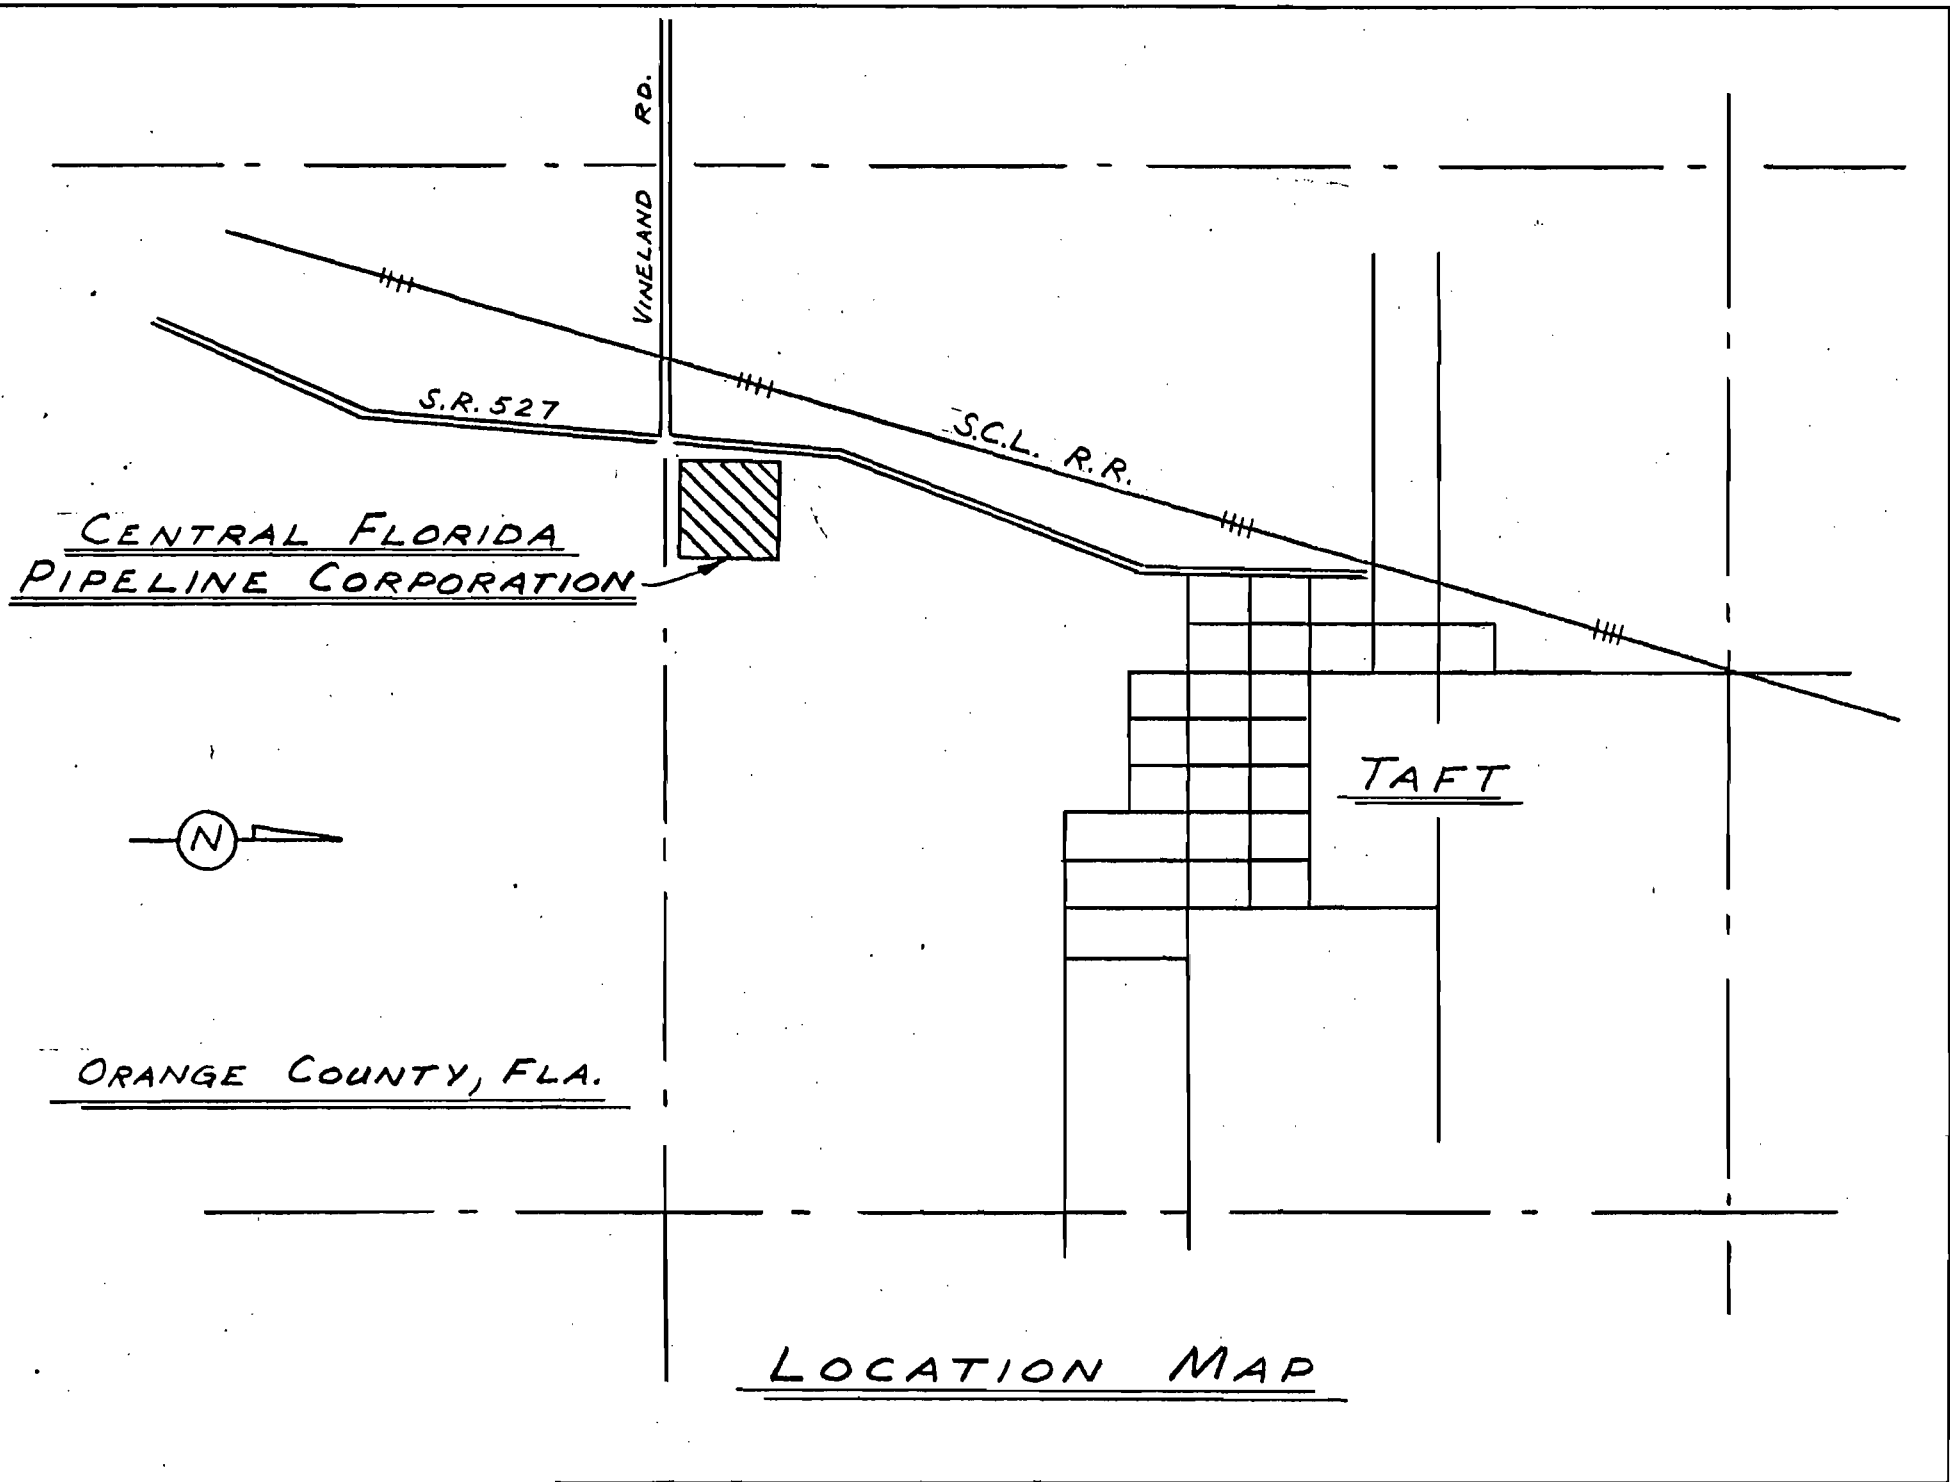 VINELAND RD.
S.R. 527
S.C.L. R.R.
CENTRAL FLORIDA
PIPELINE CORPORATION
TAFT
N
ORANGE COUNTY, FLA.
LOCATION MAP